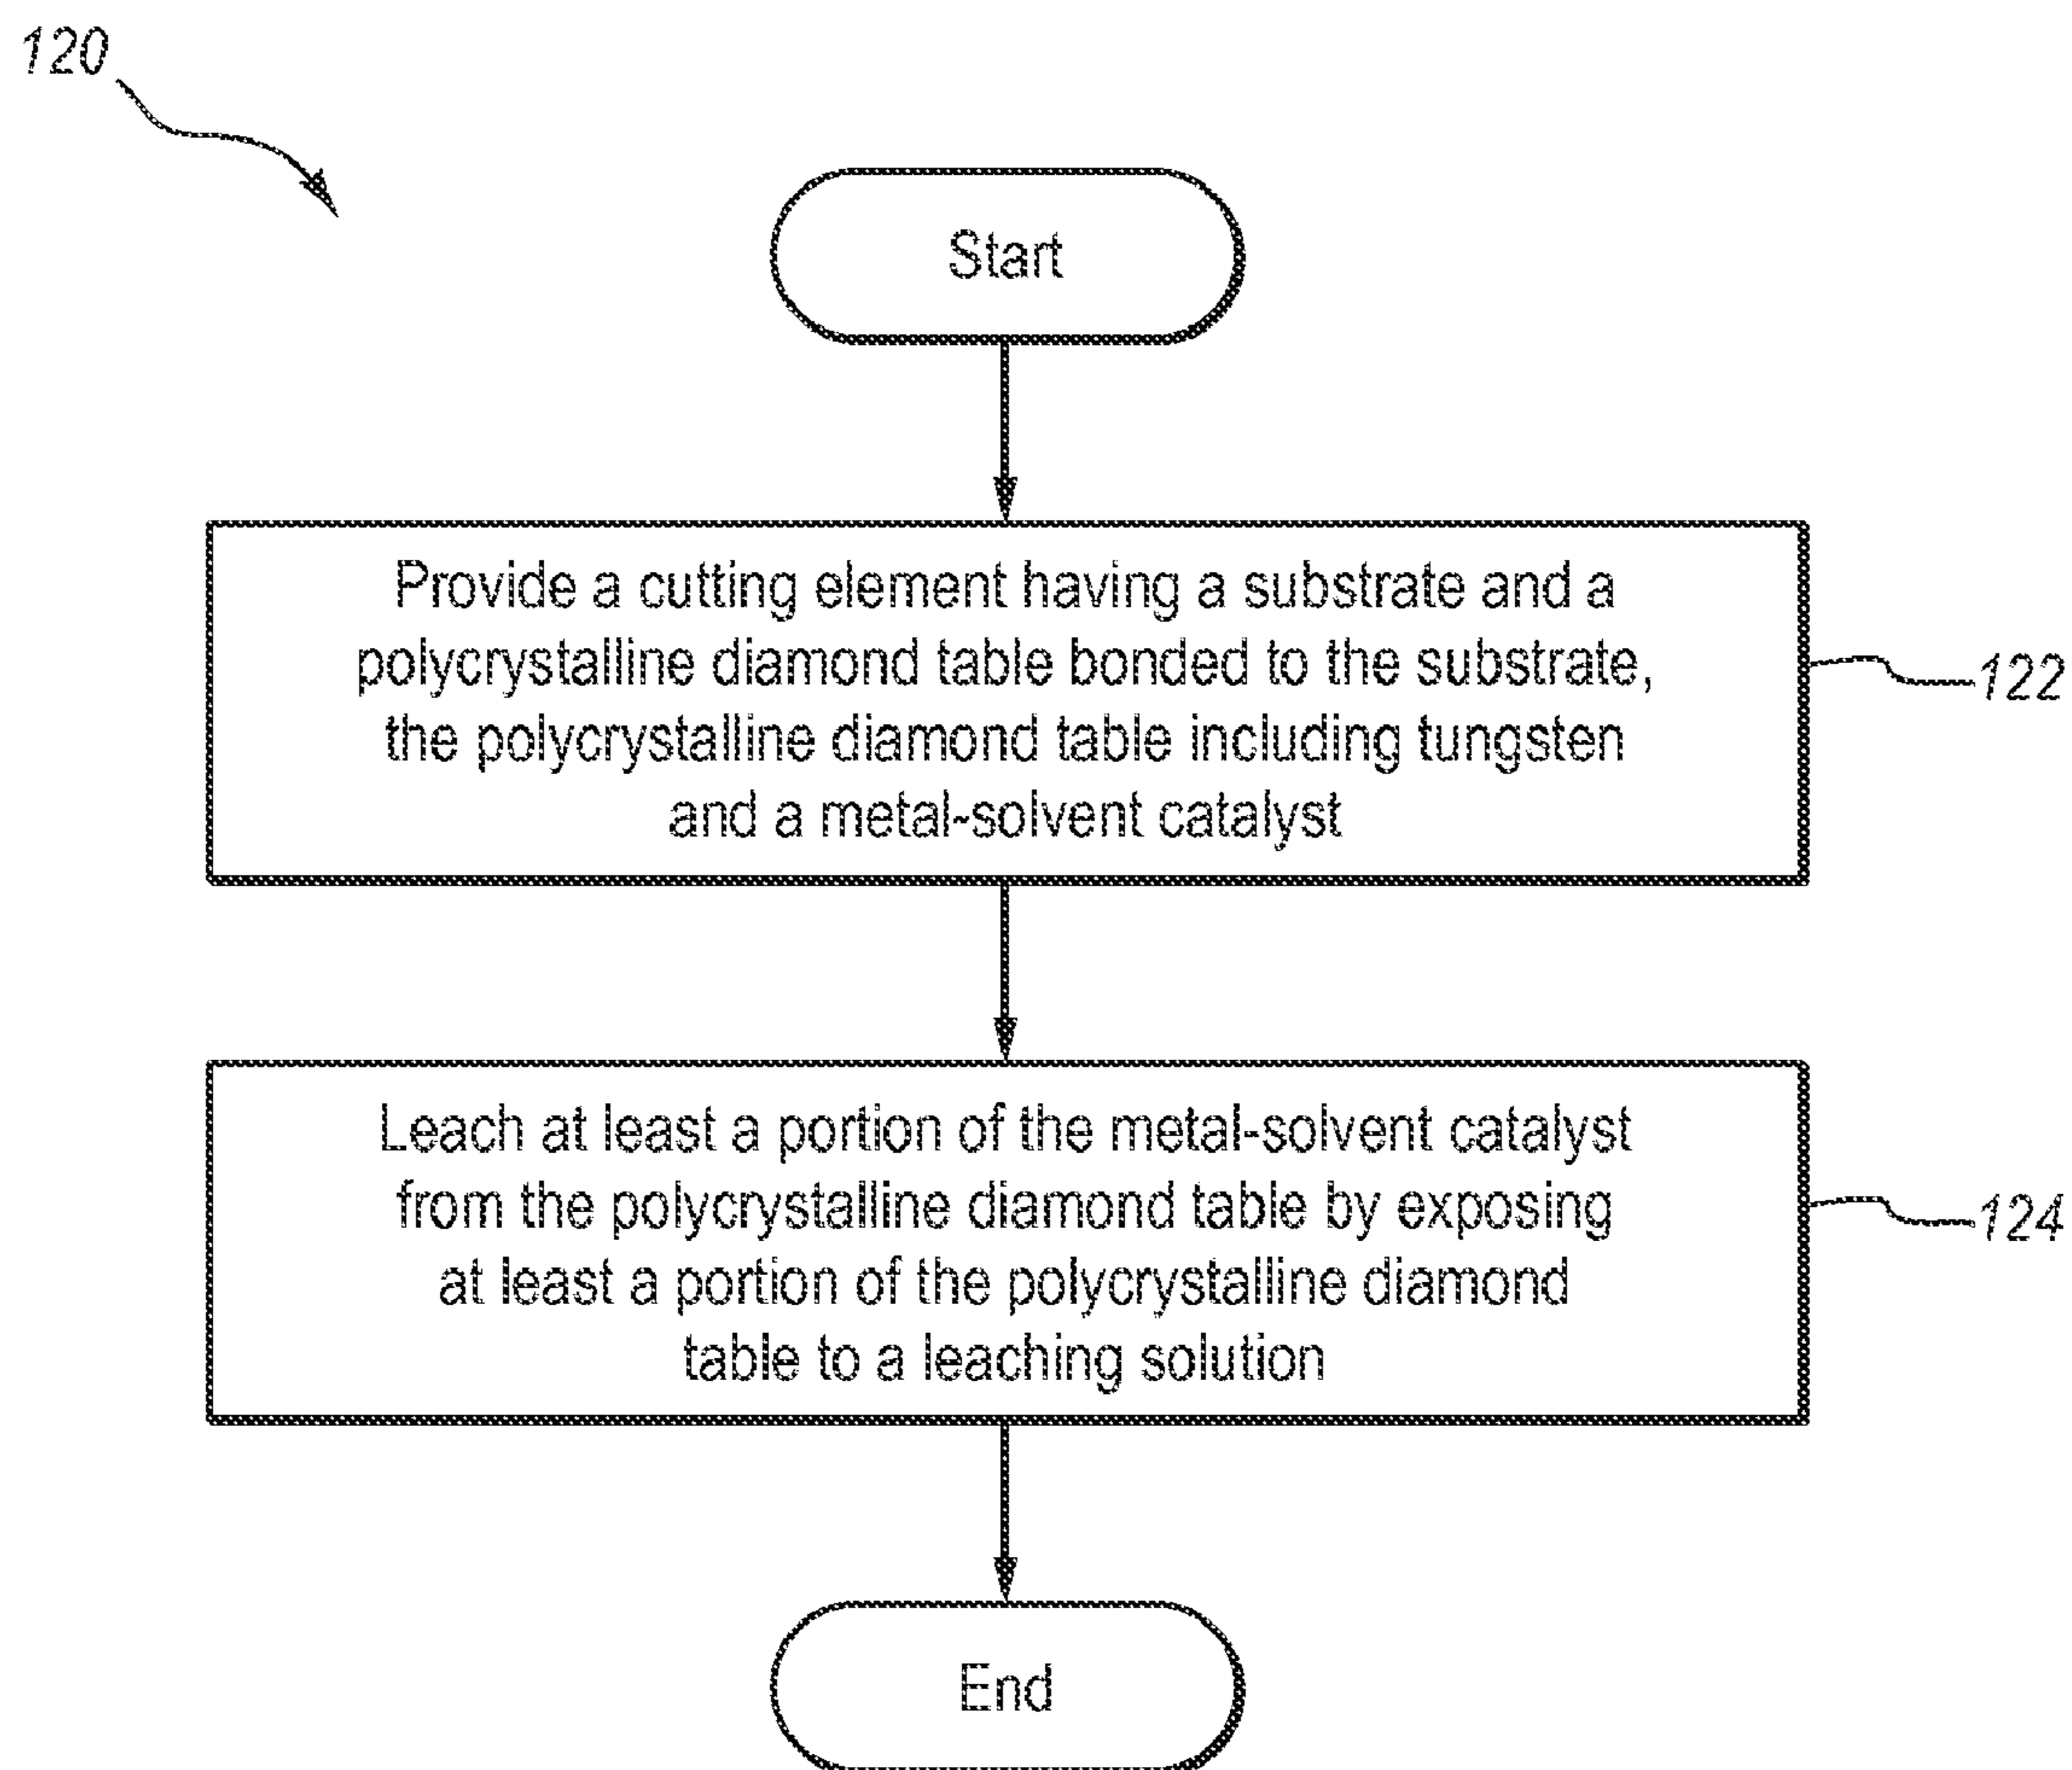 120
Start
Provide a cutting element having a substrate and a
polycrystalline diamond table bonded to the substrate,
the polycrystalline diamond table including tungsten
and a metal-solvent catalyst
122
Leach at least a portion of the metal-solvent catalyst
from the polycrystalline diamond table by exposing
at least a portion of the polycrystalline diamond
table to a leaching solution
124
End